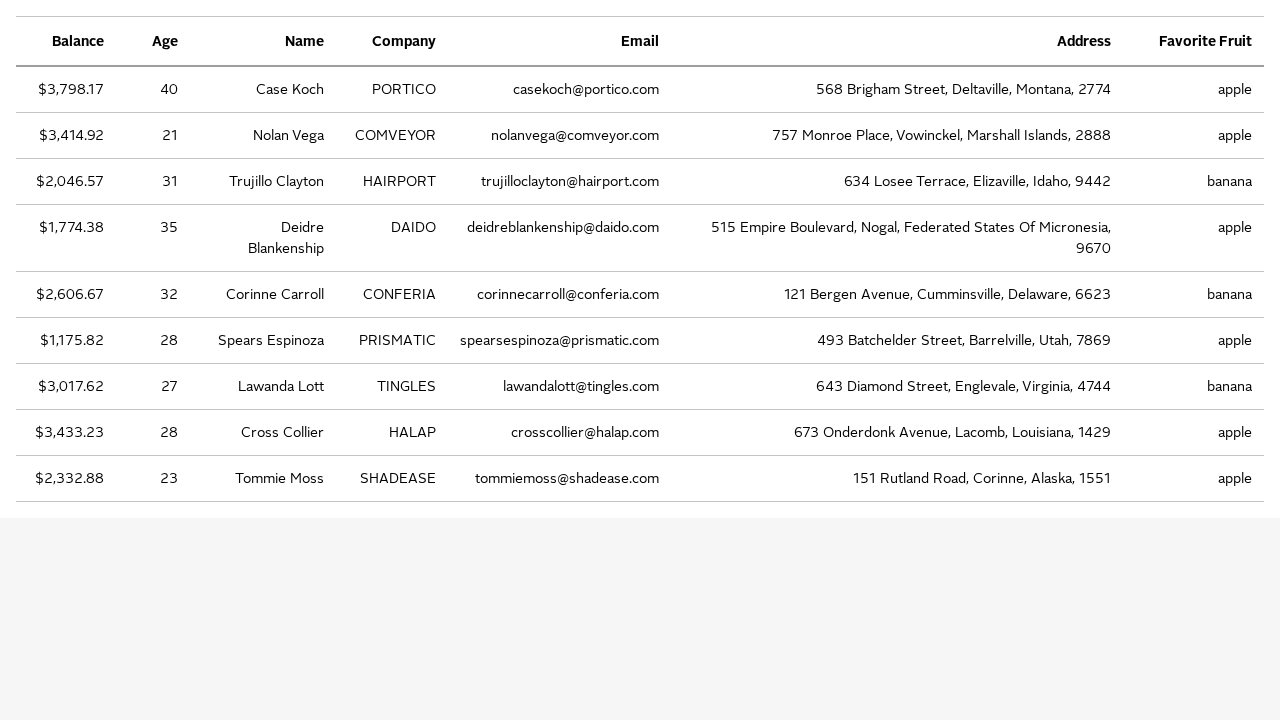 Balance Age Name Company Email Address Favorite Fruit
$3,798.17 40 Case Koch PORTICO casekoch@portico.com 568 Brigham Street, Deltaville, Montana, 2774 apple
$3,414.92 21 Nolan Vega COMVEYOR nolanvega@comveyor.com 757 Monroe Place, Vowinckel, Marshall Islands, 2888 apple
$2,046.57 31 Trujillo Clayton HAIRPORT trujilloclayton@hairport.com 634 Losee Terrace, Elizaville, Idaho, 9442 banana
$1,774.38 35 Deidre DAIDO deidreblankenship@daido.com 515 Empire Boulevard, Nogal, Federated States Of Micronesia, apple
Blankenship 9670
$2,606.67 32 Corinne Carroll CONFERIA corinnecarroll@conferia.com 121 Bergen Avenue, Cumminsville, Delaware, 6623 banana
$1,175.82 28 Spears Espinoza PRISMATIC spearsespinoza@prismatic.com 493 Batchelder Street, Barrelville, Utah, 7869 apple
$3,017.62 27 Lawanda Lott TINGLES lawandalott@tingles.com 643 Diamond Street, Englevale, Virginia, 4744 banana
$3,433.23 28 Cross Collier HALAP crosscollier@halap.com 673 Onderdonk Avenue, Lacomb, Louisiana, 1429 apple
$2,332.88 23 Tommie Moss SHADEASE tommiemoss@shadease.com 151 Rutland Road, Corinne, Alaska, 1551 apple